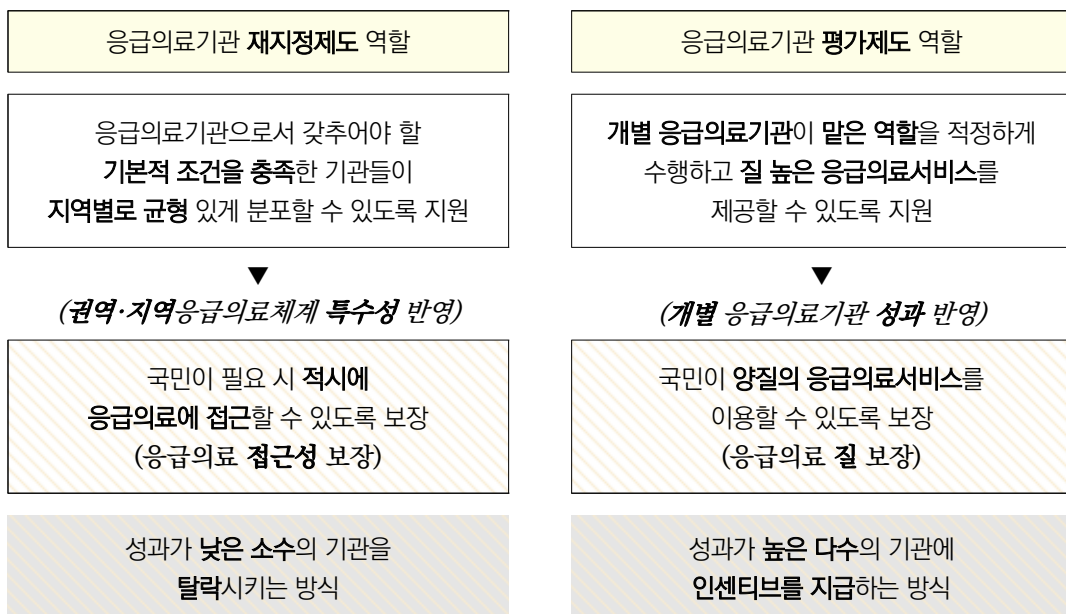 응급의료기관 재지정제도 역할
응급의료기관으로서 갖추어야 할
기본적 조건을 충족한 기관들이
지역별로 균형 있게 분포할 수 있도록 지원
▼
(권역·지역응급의료체계 특수성 반영)
국민이 필요 시 적시에
응급의료에 접근할 수 있도록 보장
(응급의료 접근성 보장)
성과가 낮은 소수의 기관을
탈락시키는 방식
응급의료기관 평가제도 역할
개별 응급의료기관이 맡은 역할을 적정하게
수행하고 질 높은 응급의료서비스를
제공할 수 있도록 지원
▼
(개별 응급의료기관 성과 반영)
국민이 양질의 응급의료서비스를
이용할 수 있도록 보장
(응급의료 질 보장)
성과가 높은 다수의 기관에
인센티브를 지급하는 방식